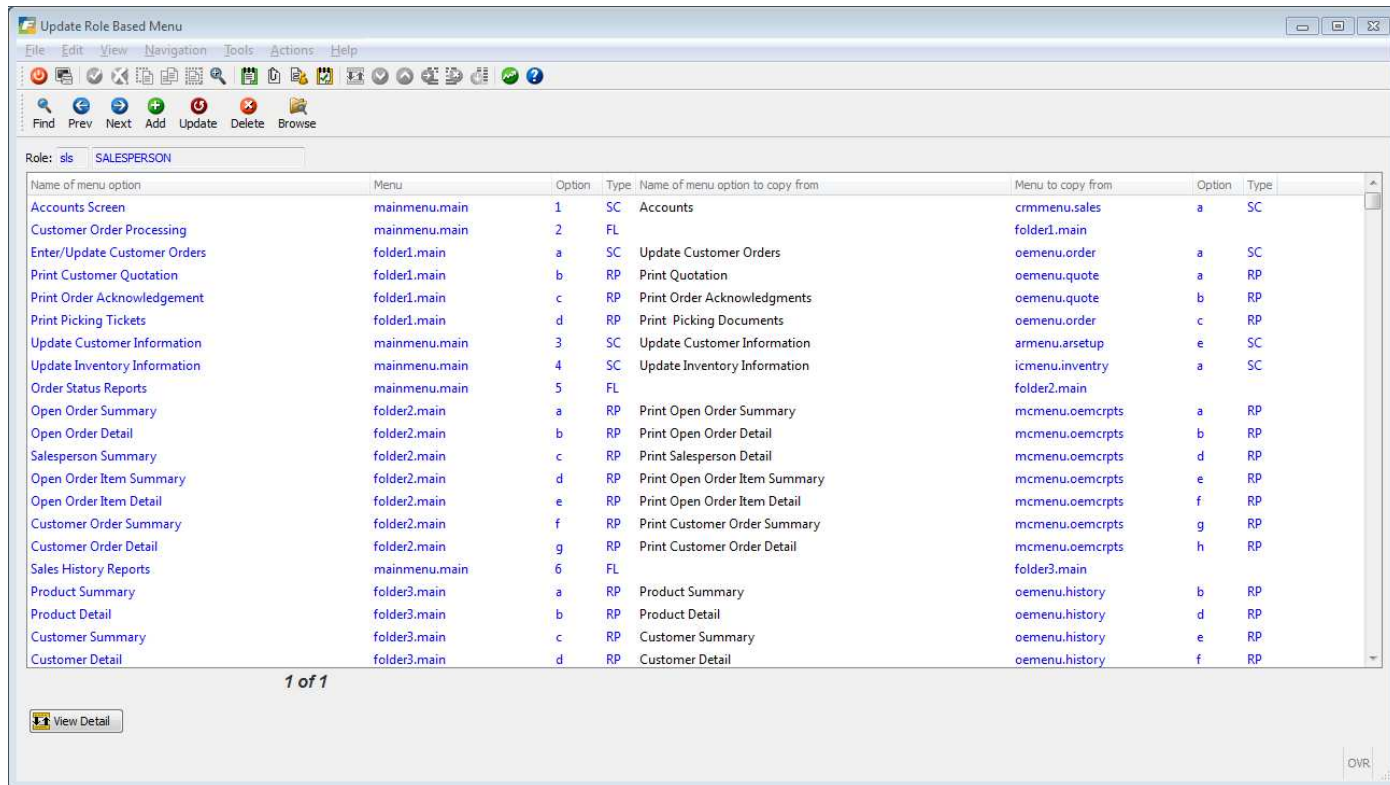 Update Role Based Menu
File Edit View Navigation Tools Actions Help
Find Prev Next Add Update Delete Browse
Role: sls SALESPERSON
Name of menu option Menu Option Type Name of menu option to copy from Menu to copy from Option Type
Accounts Screen mainmenu.main 1 SC Accounts crmmenu.sales a SC
Customer Order Processing mainmenu.main 2 FL folder1.main
Enter/Update Customer Orders folder1.main a SC Update Customer Orders oemenu.order a SC
Print Customer Quotation folder1.main b RP Print Quotation oemenu.quote a RP
Print Order Acknowledgement folder1.main c RP Print Order Acknowledgments oemenu.quote b RP
Print Picking Tickets folder1.main d RP Print Picking Documents oemenu.order c RP
Update Customer Information mainmenu.main 3 SC Update Customer Information armenu.arsetup e SC
Update Inventory Information mainmenu.main 4 SC Update Inventory Information icmenu.inventry a SC
Order Status Reports mainmenu.main 5 FL folder2.main
Open Order Summary folder2.main a RP Print Open Order Summary mcmenu.oemcrpts a RP
Open Order Detail folder2.main b RP Print Open Order Detail mcmenu.oemcrpts b RP
Salesperson Summary folder2.main c RP Print Salesperson Detail mcmenu.oemcrpts d RP
Open Order Item Summary folder2.main d RP Print Open Order Item Summary mcmenu.oemcrpts e RP
Open Order Item Detail folder2.main e RP Print Open Order Item Detail mcmenu.oemcrpts f RP
Customer Order Summary folder2.main f RP Print Customer Order Summary mcmenu.oemcrpts g RP
Customer Order Detail folder2.main g RP Print Customer Order Detail mcmenu.oemcrpts h RP
Sales History Reports mainmenu.main 6 FL folder3.main
Product Summary folder3.main a RP Product Summary oemenu.history b RP
Product Detail folder3.main b RP Product Detail oemenu.history d RP
Customer Summary folder3.main c RP Customer Summary oemenu.history e RP
Customer Detail folder3.main d RP Customer Detail oemenu.history f RP
1 of 1
View Detail
OVR